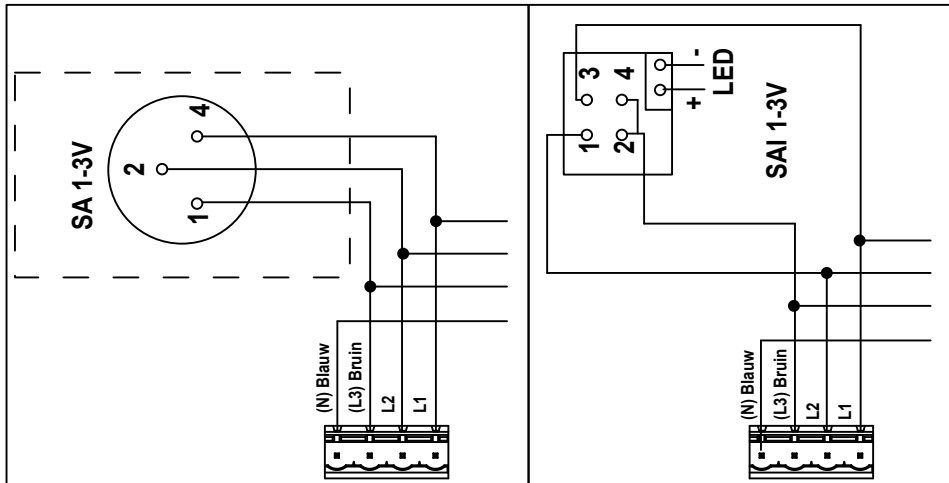 SA 1-3V
4
2
1
(N) Blauw
(L3) Bruin
L2
L1
3 4
1 2
- LED +
SAI 1-3V
(N) Blauw
(L3) Bruin
L2
L1